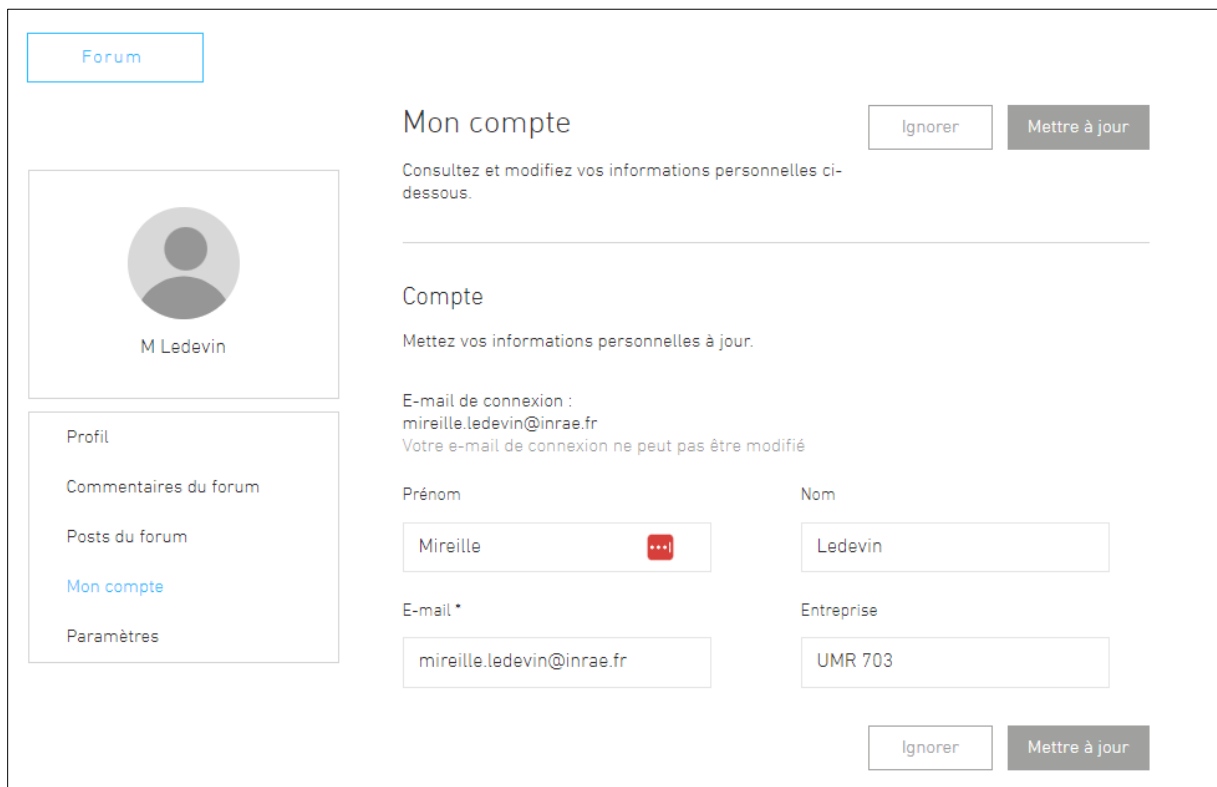 Forum
Mon compte
Ignorer
Mettre à jour
Consultez et modifiez vos informations personnelles ci-
dessous.
M Ledevin
Profil
Commentaires du forum
Posts du forum
Mon compte
Paramètres
Compte
Mettez vos informations personnelles à jour.
E-mail de connexion :
mireille.ledevin@inrae.fr
Votre e-mail de connexion ne peut pas être modifié
Prénom
Nom
Mireille
Ledevin
E-mail *
Entreprise
mireille.ledevin@inrae.fr
UMR 703
Ignorer
Mettre à jour